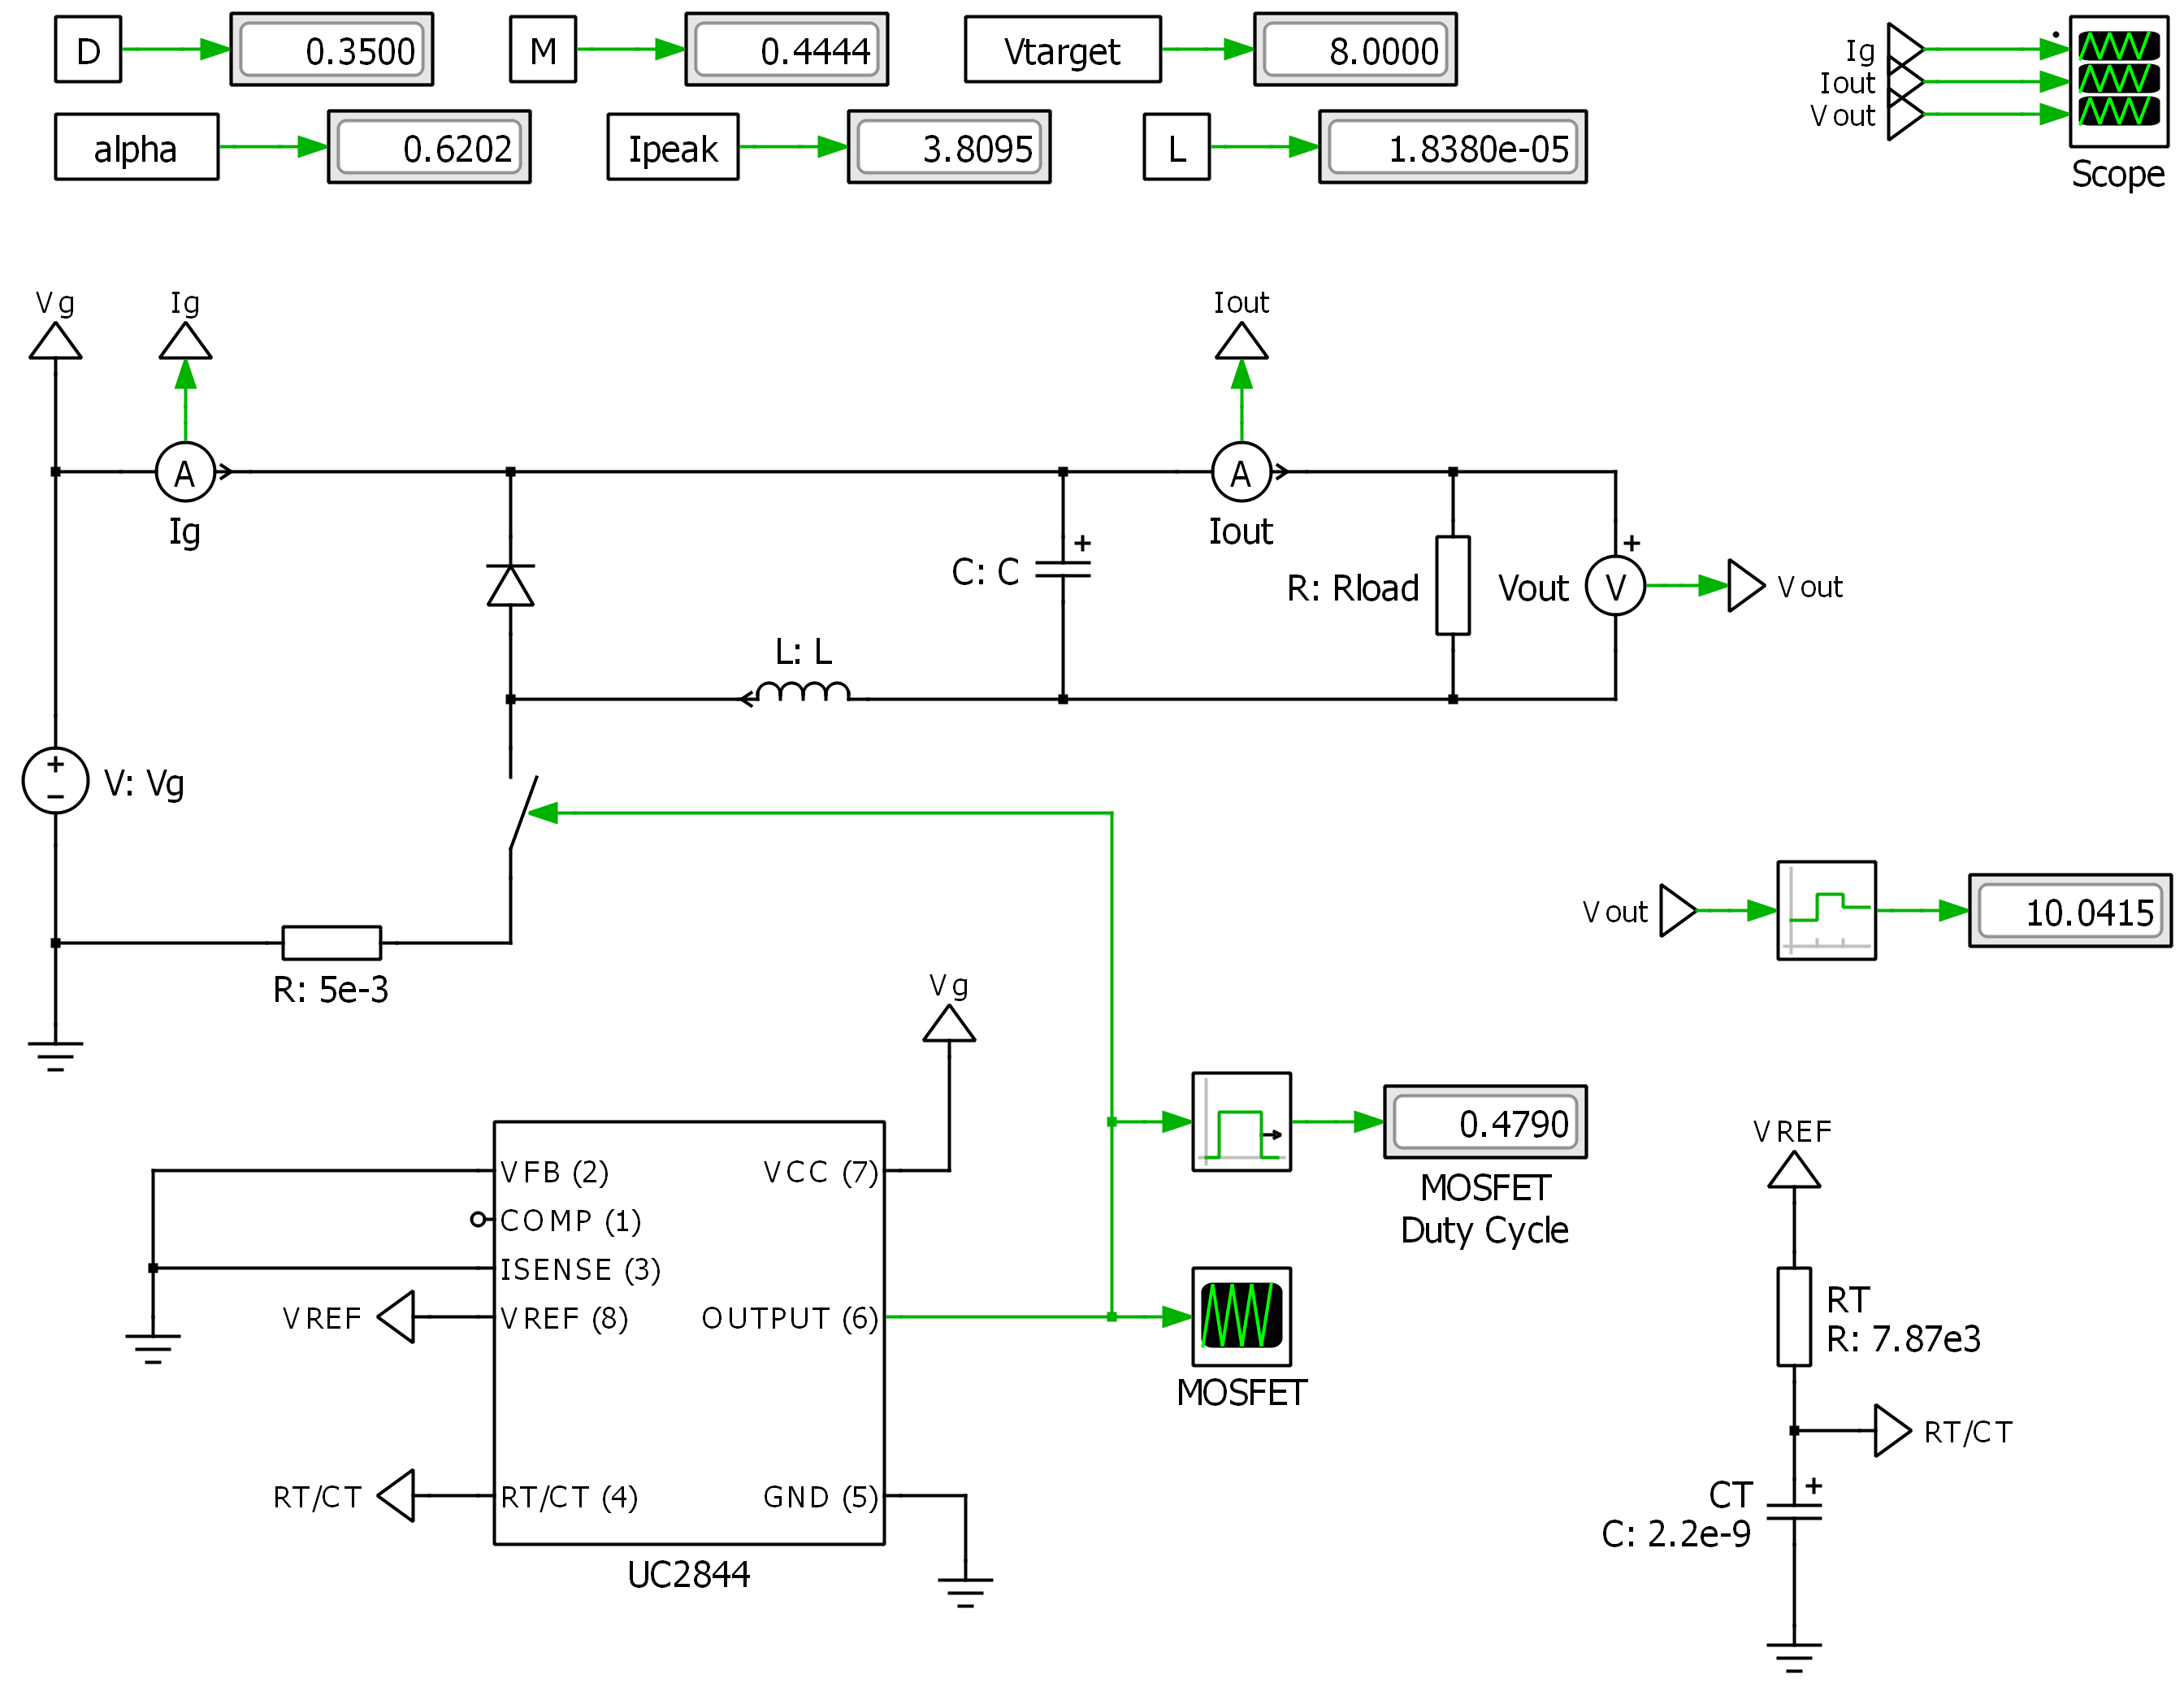 D
0.3500
M
0.4444
Vtarget
8.0000
Ig
Iout
Vout
Scope
alpha
0.6202
Ipeak
3.8095
L
1.8380e-05
Vg
Ig
Iout
A
Ig
A
Iout
C: C
+
R: Rload
Vout
+
V
Vout
L: L
+
−
V: Vg
R: 5e-3
Vout
10.0415
Vg
VFB (2)
COMP (1)
ISENSE (3)
VREF
VREF (8)
RT/CT
RT/CT (4)
VCC (7)
OUTPUT (6)
GND (5)
UC2844
0.4790
MOSFET
Duty Cycle
MOSFET
VREF
RT
R: 7.87e3
RT/CT
CT
+
C: 2.2e-9